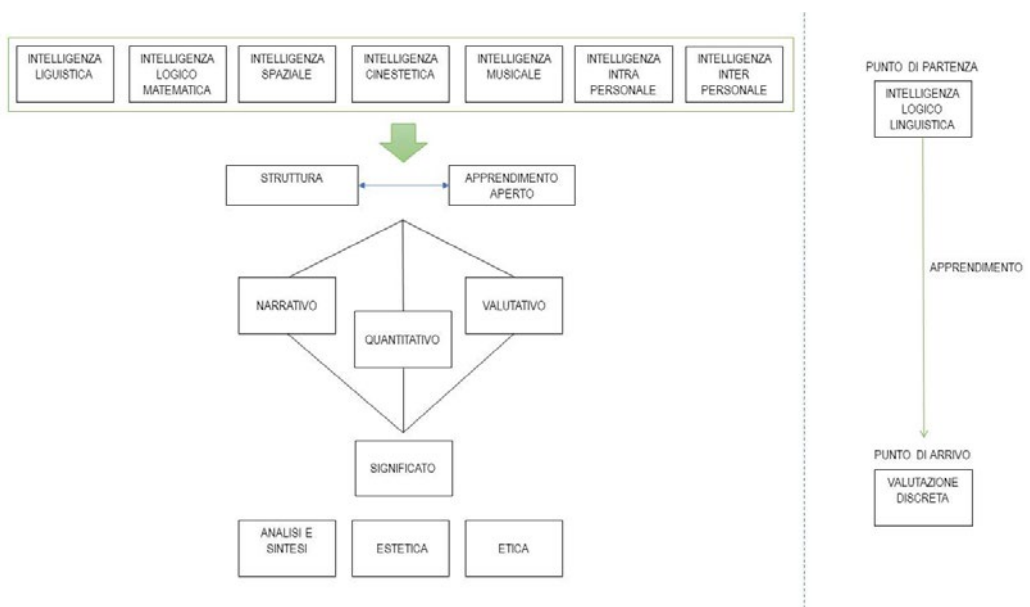 INTELLIGENZA
LIGUISTICA
INTELLIGENZA
LOGICO
MATEMATICA
INTELLIGENZA
SPAZIALE
INTELLIGENZA
CINESTETICA
INTELLIGENZA
MUSICALE
INTELLIGENZA
INTRA
PERSONALE
INTELLIGENZA
INTER
PERSONALE
STRUTTURA
APPRENDIMENTO
APERTO
NARRATIVO
QUANTITATIVO
VALUTATIVO
SIGNIFICATO
ANALISI E
SINTESI
ESTETICA
ETICA
PUNTO DI PARTENZA
INTELLIGENZA
LOGICO
LINGUISTICA
APPRENDIMENTO
PUNTO DI ARRIVO
VALUTAZIONE
DISCRETA